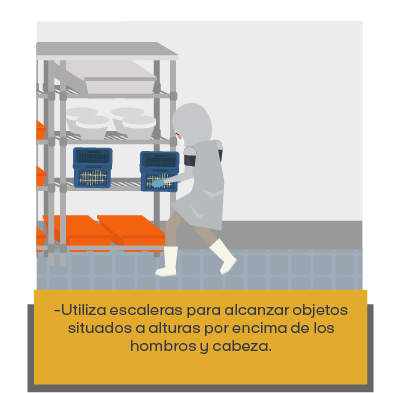 -Utiliza escaleras para alcanzar objetos
situados a alturas por encima de los
hombros y cabeza.